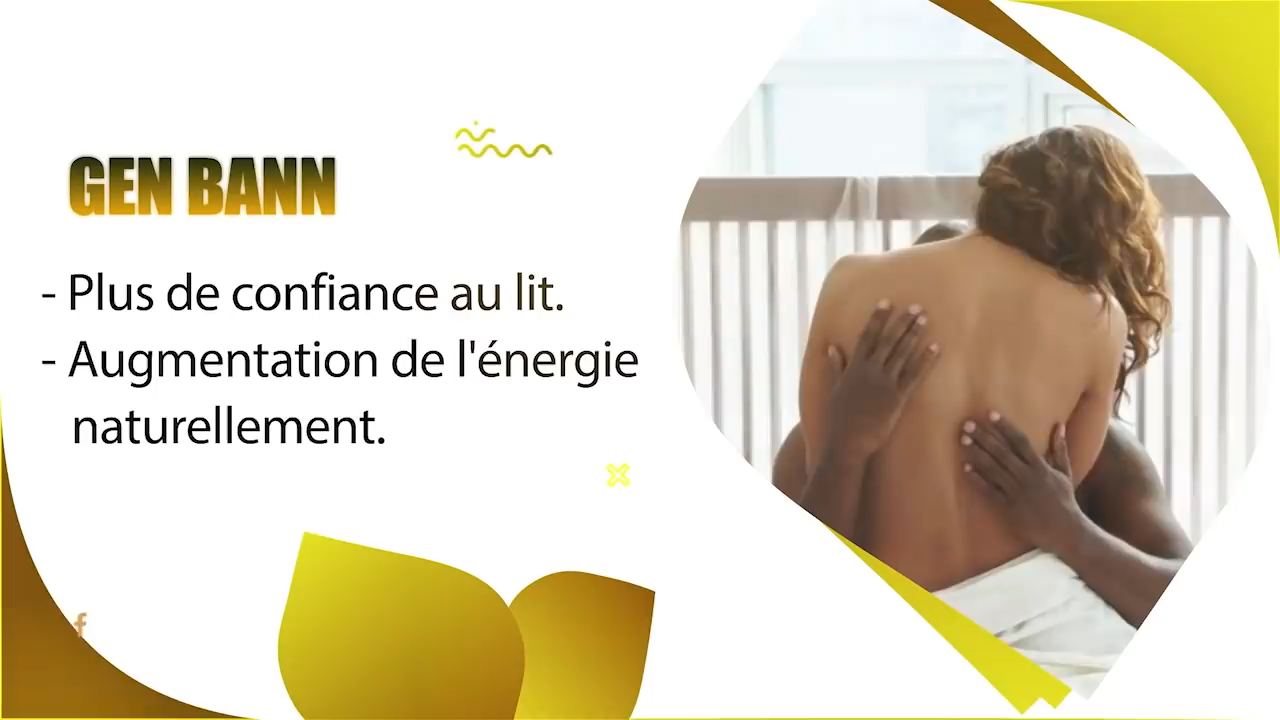 GEN BANN
- Plus de confiance au lit.
- Augmentation de l'énergie
naturellement.
f